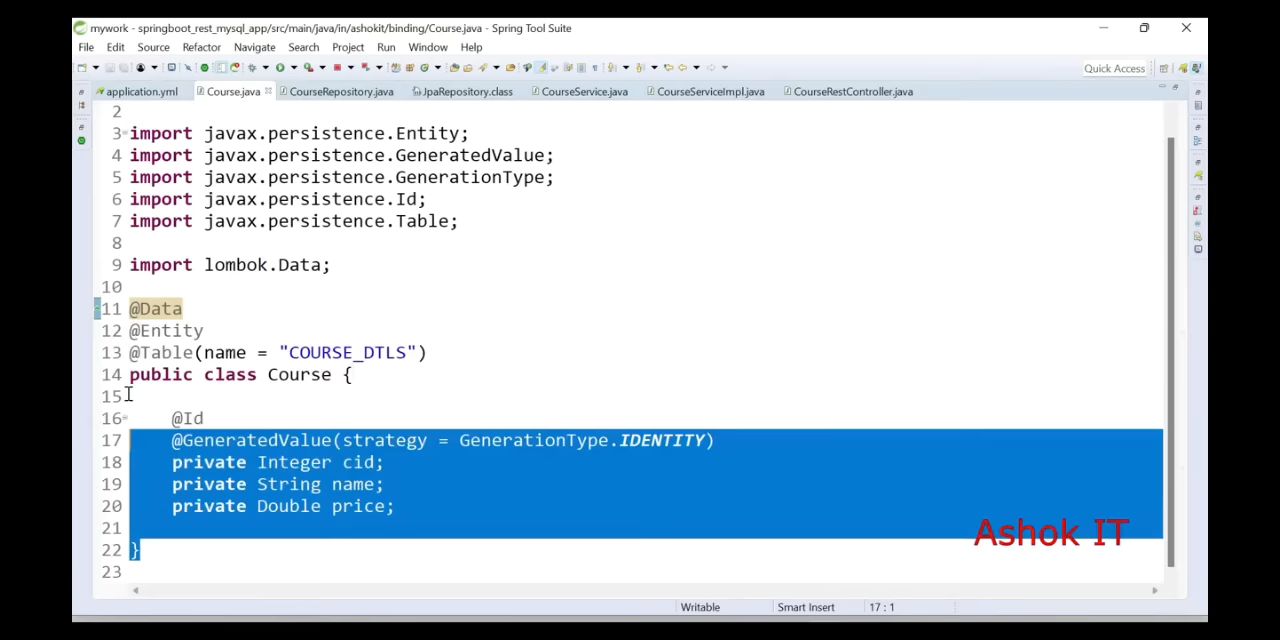 mywork - springboot_rest_mysql_app/src/main/java/in/ashokit/binding/Course.java - Spring Tool Suite
File Edit Source Refactor Navigate Search Project Run Window Help
Quick Access
application.yml Course.java CourseRepository.java JpaRepository.class CourseService.java CourseServiceImpl.java CourseRestController.java
2
3 import javax.persistence.Entity;
4 import javax.persistence.GeneratedValue;
5 import javax.persistence.GenerationType;
6 import javax.persistence.Id;
7 import javax.persistence.Table;
8
9 import lombok.Data;
10
11 @Data
12 @Entity
13 @Table(name = "COURSE_DTLS")
14 public class Course {
15
16 @Id
17 @GeneratedValue(strategy = GenerationType.IDENTITY)
18 private Integer cid;
19 private String name;
20 private Double price;
21
22 }
23
Ashok IT
Writable Smart Insert 17 : 1